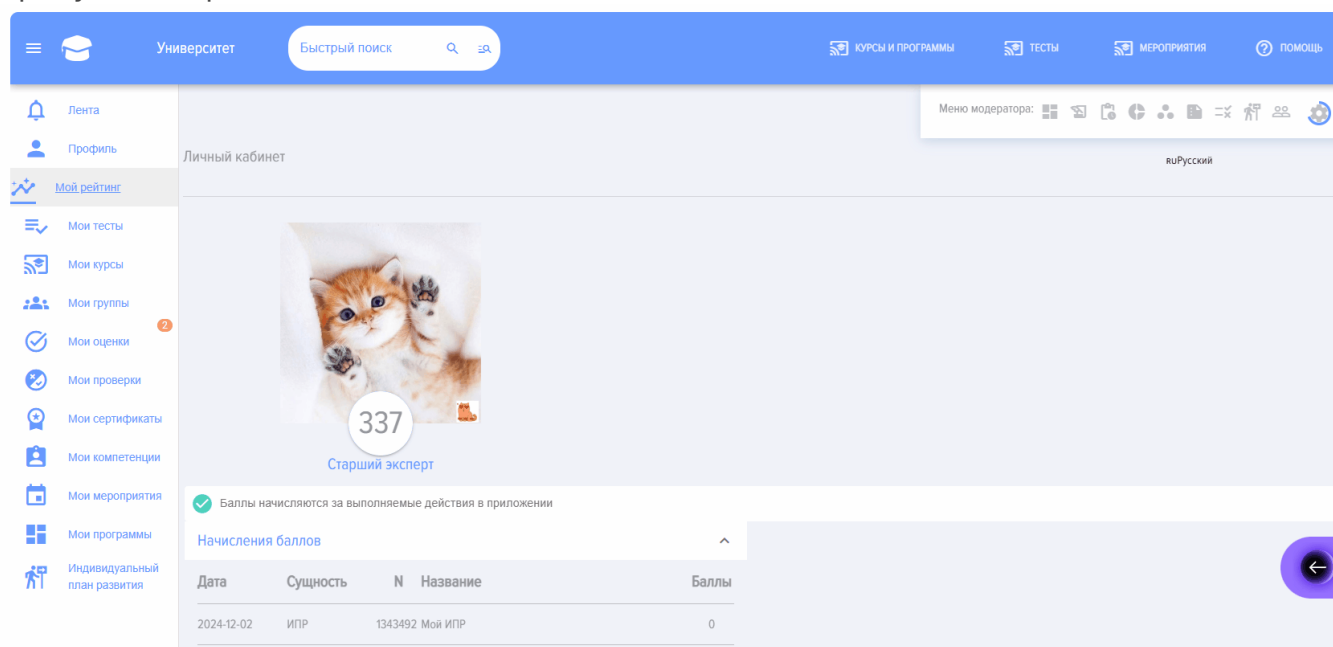 Университет
Быстрый поиск
КУРСЫ И ПРОГРАММЫ
ТЕСТЫ
МЕРОПРИЯТИЯ
ПОМОЩЬ
Меню модератора:
Лента
Профиль
Мой рейтинг
Мои тесты
Мои курсы
Мои группы
2
Мои оценки
Мои проверки
Мои сертификаты
Мои компетенции
Мои мероприятия
Мои программы
Индивидуальный
план развития
Личный кабинет
RUРусский
337
Старший эксперт
Баллы начисляются за выполняемые действия в приложении
Начисления баллов
Дата Сущность N Название Баллы
2024-12-02 ИПР 1343492 Мой ИПР 0